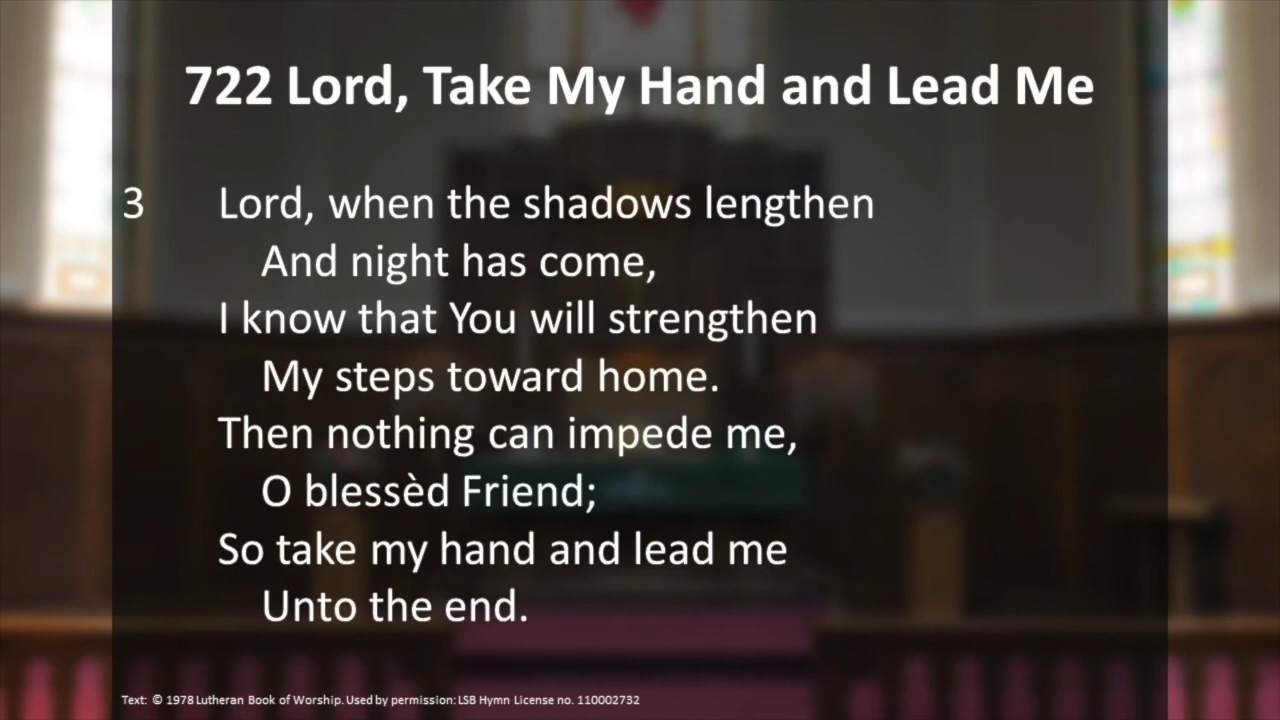 722 Lord, Take My Hand and Lead Me
3 Lord, when the shadows lengthen
And night has come,
I know that You will strengthen
My steps toward home.
Then nothing can impede me,
O blessèd Friend;
So take my hand and lead me
Unto the end.
Text: © 1978 Lutheran Book of Worship. Used by permission: LSB Hymn License no. 110002732